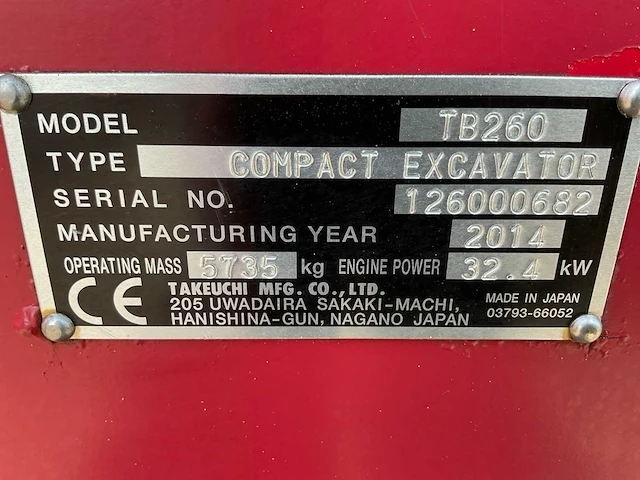 MODEL TB260
TYPE COMPACT EXCAVATOR
SERIAL NO. 126000682
MANUFACTURING YEAR 2014
OPERATING MASS 5735 kg ENGINE POWER 32.4 kW
CE TAKEUCHI MFG. CO., LTD.
205 UWADAIRA SAKAKI-MACHI, MADE IN JAPAN
HANISHINA-GUN, NAGANO JAPAN 03793-66052